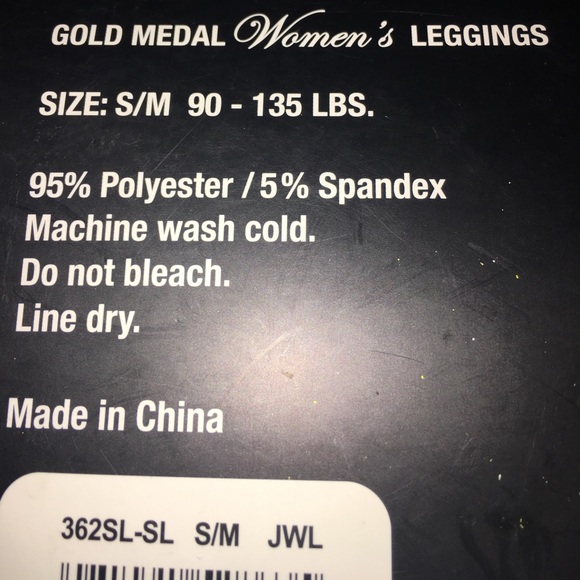 GOLD MEDAL Women's LEGGINGS
SIZE: S/M 90 - 135 LBS.
95% Polyester / 5% Spandex
Machine wash cold.
Do not bleach.
Line dry.
Made in China
362SL-SL S/M JWL